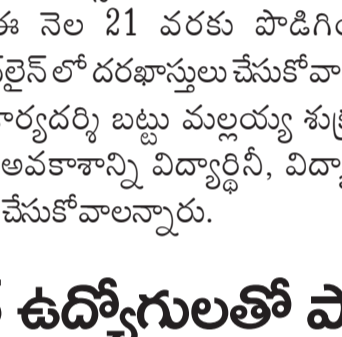 ఈ నెల 21 వరకు పొడిగిం
లైన్‌లో దరఖాస్తులు చేసుకోవా
ార్యదర్శి బట్టు మల్లయ్య శుక్ర
అవకాశాన్ని విద్యార్థినీ, విద్యా
చేసుకోవాలన్నారు.
ఉద్యోగులతో పా